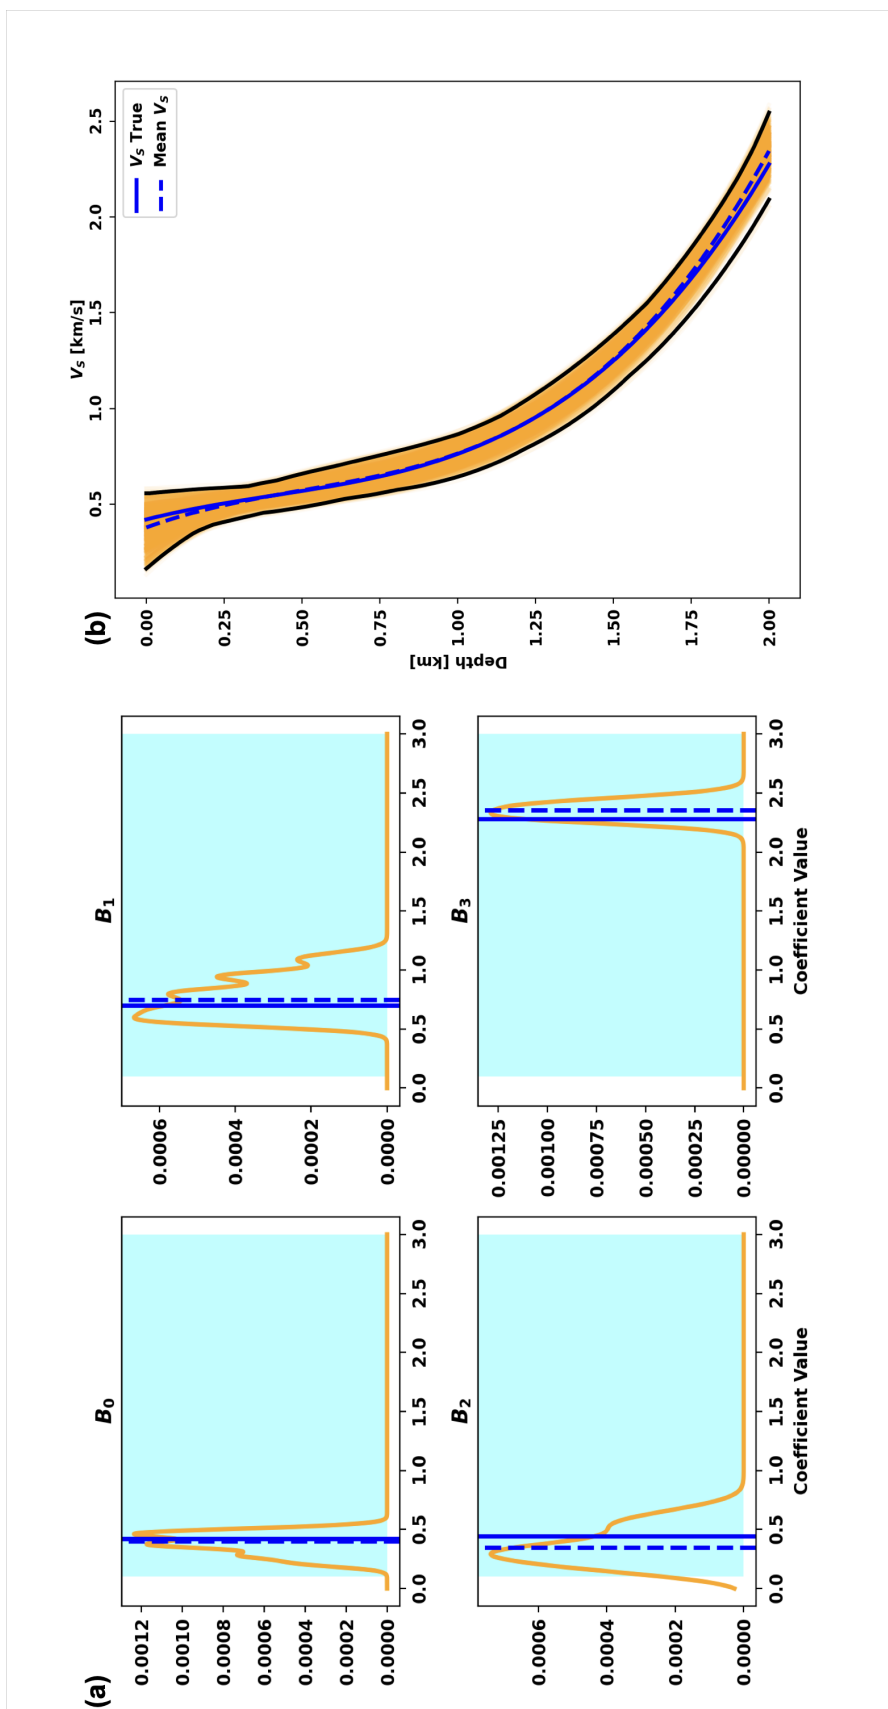 (a)
B0
0.0012
0.0010
0.0008
0.0006
0.0004
0.0002
0.0000
0.0 0.5 1.0 1.5 2.0 2.5 3.0
B1
0.0006
0.0004
0.0002
0.0000
0.0 0.5 1.0 1.5 2.0 2.5 3.0
B2
0.0006
0.0004
0.0002
0.0000
0.0 0.5 1.0 1.5 2.0 2.5 3.0
Coefficient Value
B3
0.00125
0.00100
0.00075
0.00050
0.00025
0.00000
0.0 0.5 1.0 1.5 2.0 2.5 3.0
Coefficient Value
(b)
VS [km/s]
0.5 1.0 1.5 2.0 2.5
VS True
Mean VS
Depth [km]
0.00
0.25
0.50
0.75
1.00
1.25
1.50
1.75
2.00